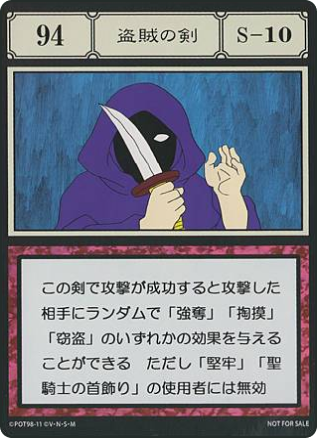 94
盗賊の剣
S-10
この剣で攻撃が成功すると攻撃した
相手にランダムで「強奪」「掏摸」
「窃盗」のいずれかの効果を与える
ことができる　ただし「堅牢」「聖
騎士の首飾り」の使用者には無効
©POT98-11 ©V・N・S・M
NOT FOR SALE